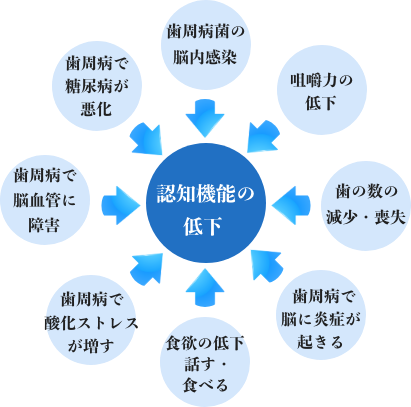 歯周病菌の
脳内感染
咀嚼力の
低下
歯の数の
減少・喪失
歯周病で
脳に炎症が
起きる
食欲の低下
話す・
食べる
歯周病で
酸化ストレス
が増す
歯周病で
脳血管に
障害
歯周病で
糖尿病が
悪化
認知機能の
低下